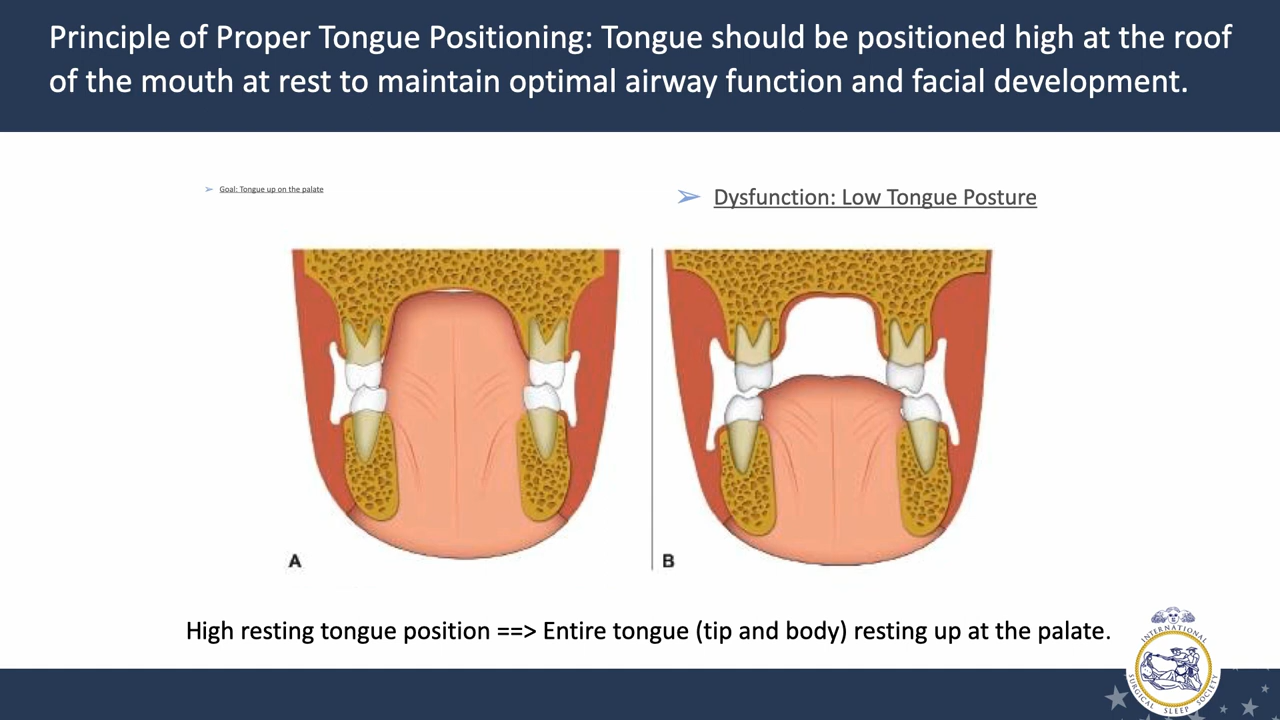 Principle of Proper Tongue Positioning: Tongue should be positioned high at the roof
of the mouth at rest to maintain optimal airway function and facial development.
➢ Goal: Tongue up on the palate
➢ Dysfunction: Low Tongue Posture
A
B
High resting tongue position ==> Entire tongue (tip and body) resting up at the palate.
INTERNATIONAL
SURGICAL SLEEP SOCIETY